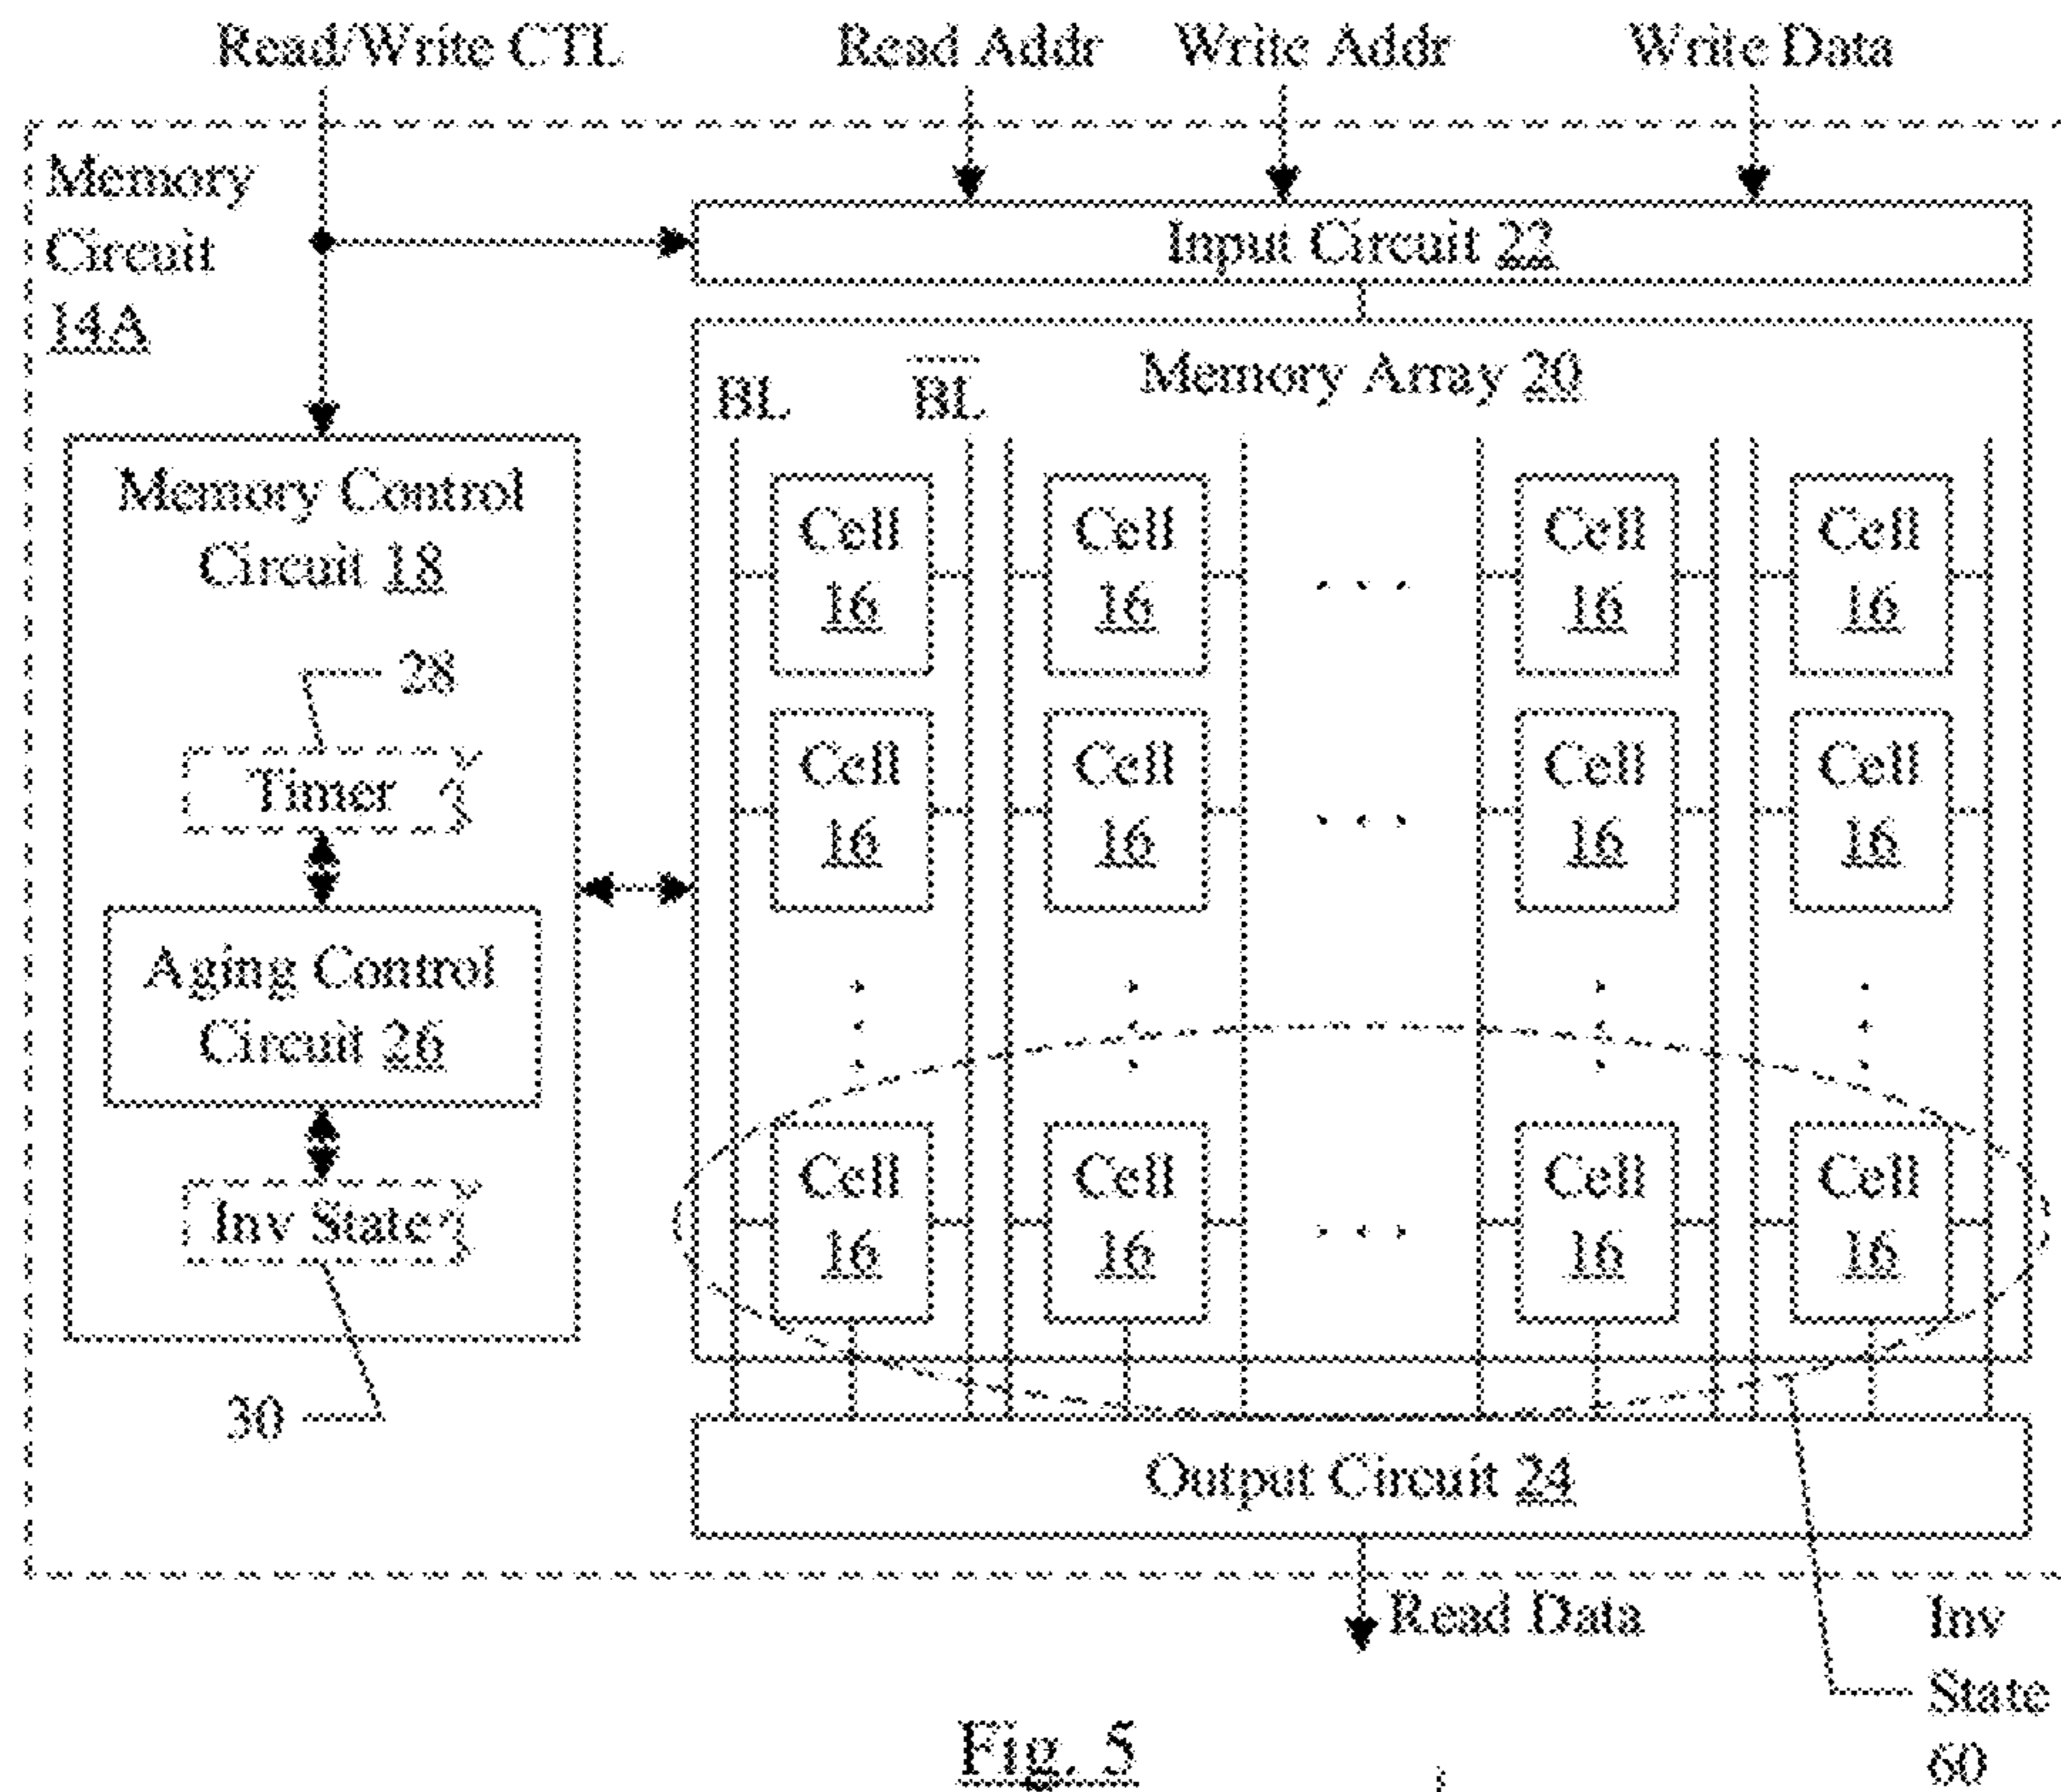 Read/Write CTL
Read Addr
Write Addr
Write Data
Memory
Circuit
14A
Input Circuit 22
Memory Array 20
BL
BL
Memory Control
Circuit 18
28
Timer
Aging Control
Circuit 26
Inv State
30
Cell
16
Cell
16
Cell
16
Cell
16
. . .
Cell
16
Cell
16
Cell
16
Cell
16
. . .
Cell
16
Cell
16
Cell
16
Cell
16
. . .
Output Circuit 24
Read Data
Inv
State
60
Fig. 5